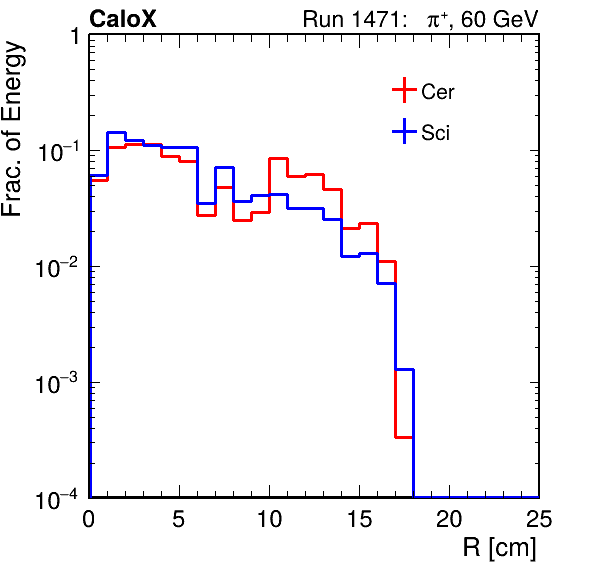 CaloX Run 1471: π⁺, 60 GeV
Frac. of Energy
1
10⁻¹
10⁻²
10⁻³
10⁻⁴
Cer
Sci
0 5 10 15 20 25
R [cm]